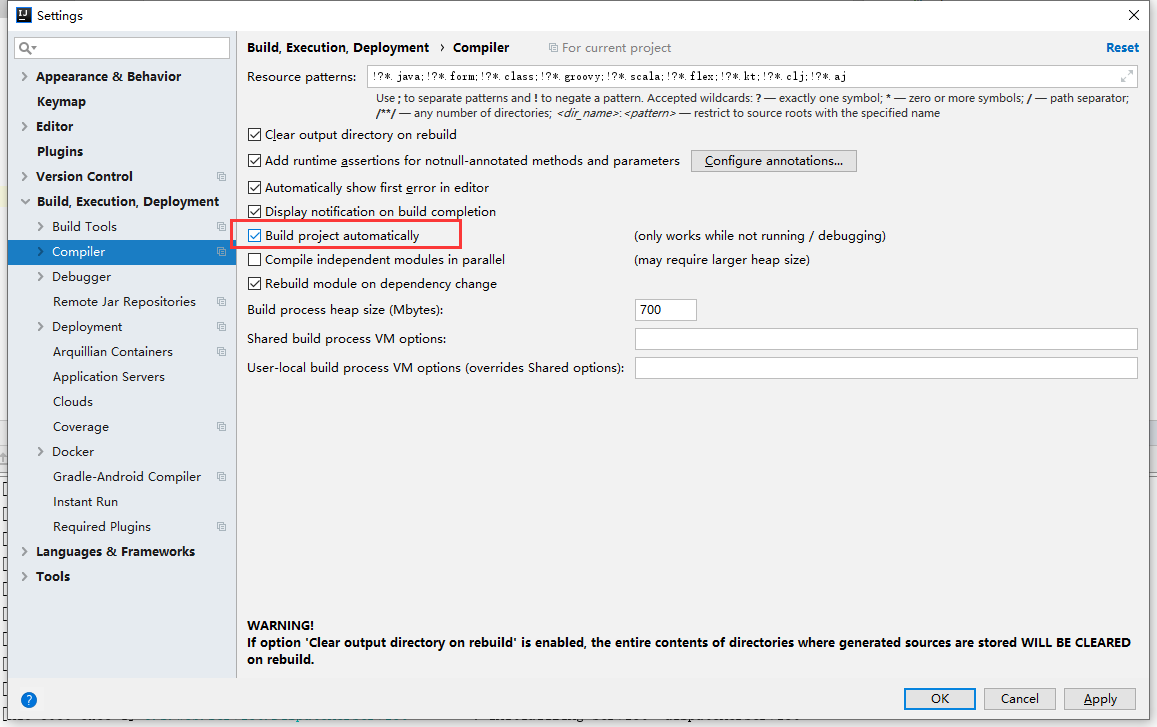 Settings
Build, Execution, Deployment › Compiler
For current project
Reset
Appearance & Behavior
Keymap
Editor
Plugins
Version Control
Build, Execution, Deployment
Build Tools
Compiler
Debugger
Remote Jar Repositories
Deployment
Arquillian Containers
Application Servers
Clouds
Coverage
Docker
Gradle-Android Compiler
Instant Run
Required Plugins
Languages & Frameworks
Tools
Resource patterns: !?*.java;!?*.form;!?*.class;!?*.groovy;!?*.scala;!?*.flex;!?*.kt;!?*.clj;!?*.aj
Use ; to separate patterns and ! to negate a pattern. Accepted wildcards: ? — exactly one symbol; * — zero or more symbols; / — path separator;
/**/ — any number of directories; <dir_name>:<pattern> — restrict to source roots with the specified name
Clear output directory on rebuild
Add runtime assertions for notnull-annotated methods and parameters Configure annotations...
Automatically show first error in editor
Display notification on build completion
Build project automatically (only works while not running / debugging)
Compile independent modules in parallel (may require larger heap size)
Rebuild module on dependency change
Build process heap size (Mbytes): 700
Shared build process VM options:
User-local build process VM options (overrides Shared options):
WARNING!
If option 'Clear output directory on rebuild' is enabled, the entire contents of directories where generated sources are stored WILL BE CLEARED
on rebuild.
?
OK Cancel Apply